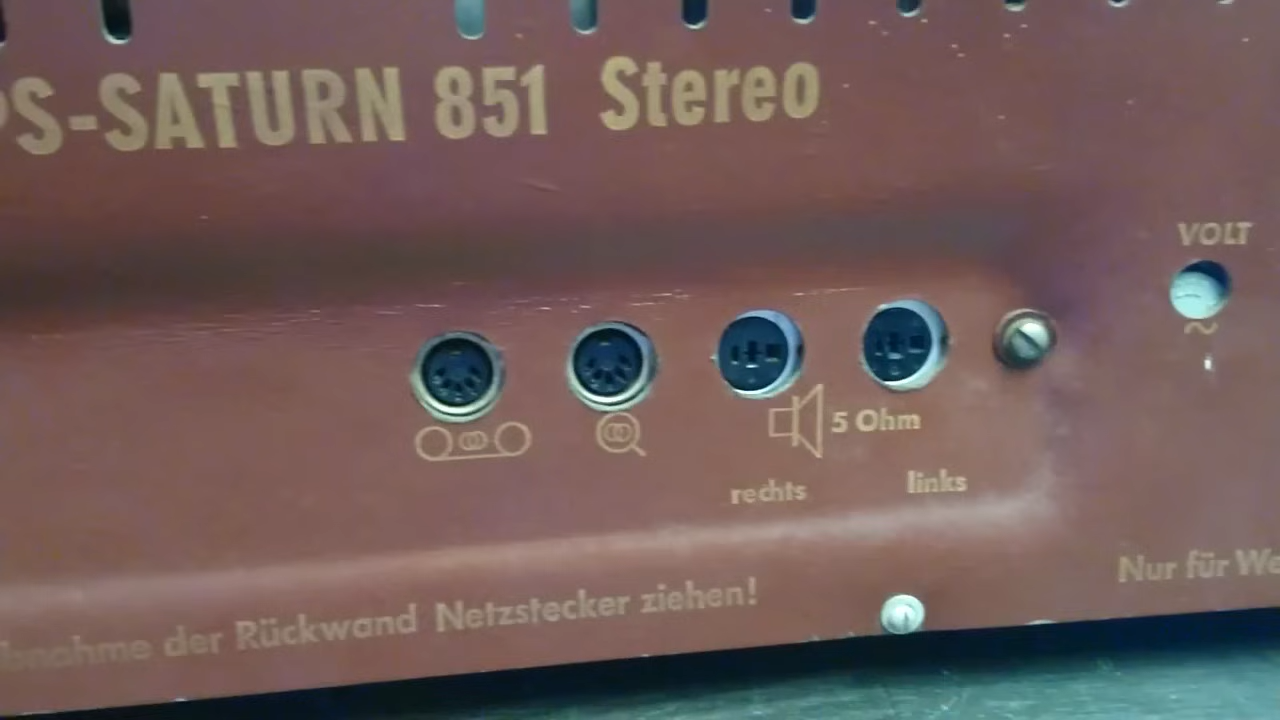 PS-SATURN 851 Stereo
VOLT
~
5 Ohm
rechts links
Nur für We
bnahme der Rückwand Netzstecker ziehen!